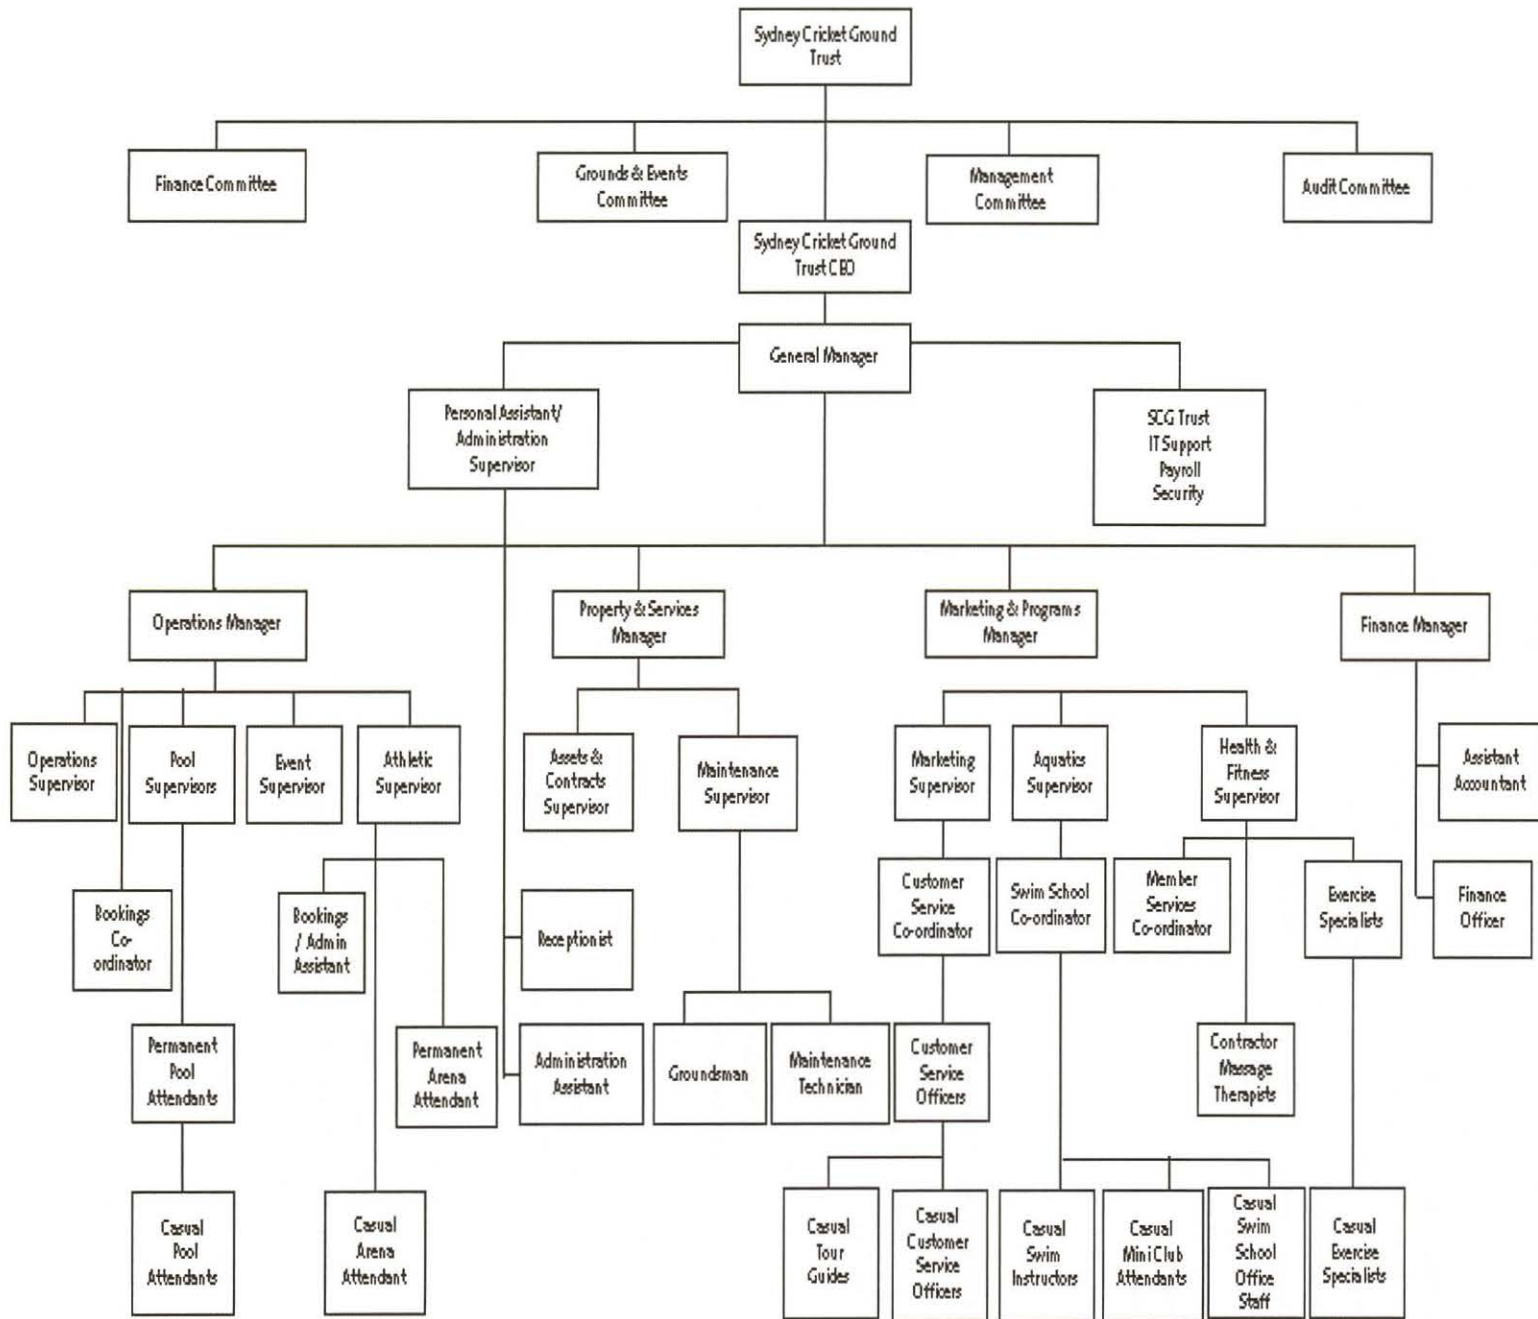 Sydney Cricket Ground
Trust
Finance Committee
Grounds & Events
Committee
Management
Committee
Audit Committee
Sydney Cricket Ground
Trust CEO
General Manager
Personal Assistant/
Administration
Supervisor
SCG Trust
IT Support
Payroll
Security
Operations Manager
Property & Services
Manager
Marketing & Programs
Manager
Finance Manager
Operations
Supervisor
Pool
Supervisors
Event
Supervisor
Athletic
Supervisor
Assets &
Contracts
Supervisor
Maintenance
Supervisor
Marketing
Supervisor
Aquatics
Supervisor
Health &
Fitness
Supervisor
Assistant
Accountant
Bookings
Co-
ordinator
Bookings
/ Admin
Assistant
Receptionist
Customer
Service
Co-ordinator
Swim School
Co-ordinator
Member
Services
Co-ordinator
Exercise
Specialists
Finance
Officer
Permanent
Pool
Attendants
Permanent
Arena
Attendant
Administration
Assistant
Groundsman
Maintenance
Technician
Customer
Service
Officers
Contractor
Massage
Therapists
Casual
Pool
Attendants
Casual
Arena
Attendant
Casual
Tour
Guides
Casual
Customer
Service
Officers
Casual
Swim
Instructors
Casual
Mini Club
Attendants
Casual
Swim
School
Office
Staff
Casual
Exercise
Specialists